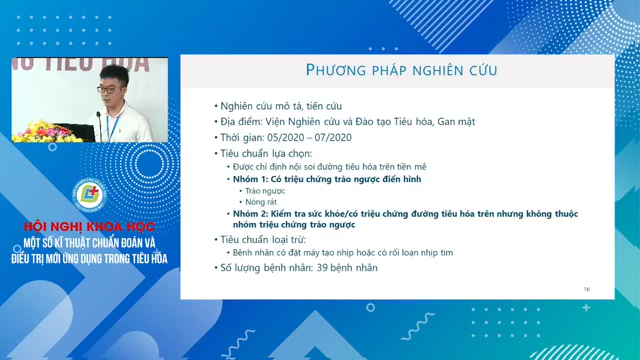 NG TIÊU HÓA
HỘI NGHỊ KHOA HỌC
MỘT SỐ KĨ THUẬT CHUẨN ĐOÁN VÀ
ĐIỀU TRỊ MỚI ỨNG DỤNG TRONG TIÊU HÓA
PHƯƠNG PHÁP NGHIÊN CỨU
• Nghiên cứu mô tả, tiến cứu
• Địa điểm: Viện Nghiên cứu và Đào tạo Tiêu hóa, Gan mật
• Thời gian: 05/2020 – 07/2020
• Tiêu chuẩn lựa chọn:
• Được chỉ định nội soi đường tiêu hóa trên tiền mê
• Nhóm 1: Có triệu chứng trào ngược điển hình
• Trào ngược
• Nóng rát
• Nhóm 2: Kiểm tra sức khỏe/có triệu chứng đường tiêu hóa trên nhưng không thuộc
nhóm triệu chứng trào ngược
• Tiêu chuẩn loại trừ:
• Bệnh nhân có đặt máy tạo nhịp hoặc có rối loạn nhịp tim
• Số lượng bệnh nhân: 39 bệnh nhân
16